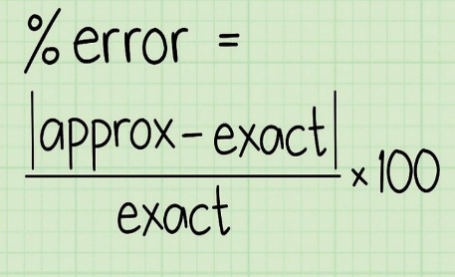 % error =
|approx - exact|
exact
× 100